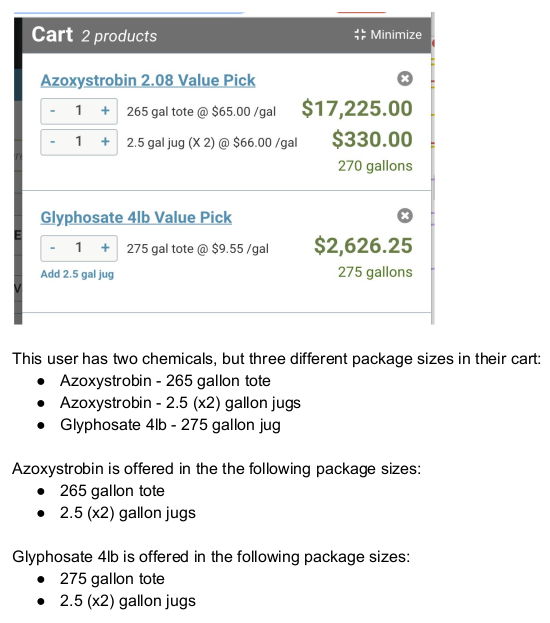 Cart 2 products
Minimize
Azoxystrobin 2.08 Value Pick
- 1 + 265 gal tote @ $65.00 /gal $17,225.00
- 1 + 2.5 gal jug (X 2) @ $66.00 /gal $330.00
270 gallons
Glyphosate 4lb Value Pick
- 1 + 275 gal tote @ $9.55 /gal $2,626.25
Add 2.5 gal jug 275 gallons
This user has two chemicals, but three different package sizes in their cart:
● Azoxystrobin - 265 gallon tote
● Azoxystrobin - 2.5 (x2) gallon jugs
● Glyphosate 4lb - 275 gallon jug
Azoxystrobin is offered in the the following package sizes:
● 265 gallon tote
● 2.5 (x2) gallon jugs
Glyphosate 4lb is offered in the following package sizes:
● 275 gallon tote
● 2.5 (x2) gallon jugs